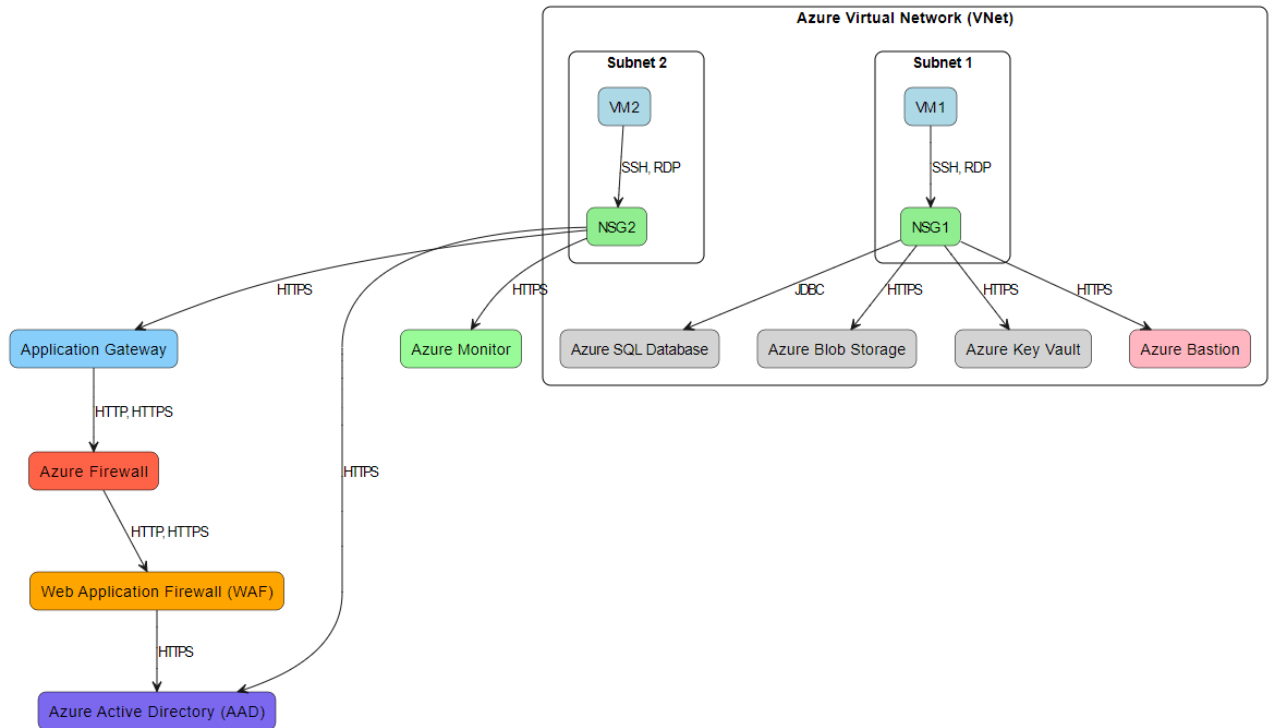 Azure Virtual Network (VNet)
Subnet 2
Subnet 1
VM2
VM1
SSH, RDP
SSH, RDP
NSG2
NSG1
HTTPS
HTTPS
JDBC
HTTPS
HTTPS
HTTPS
Application Gateway
Azure Monitor
Azure SQL Database
Azure Blob Storage
Azure Key Vault
Azure Bastion
HTTP, HTTPS
Azure Firewall
HTTPS
HTTP, HTTPS
Web Application Firewall (WAF)
HTTPS
Azure Active Directory (AAD)